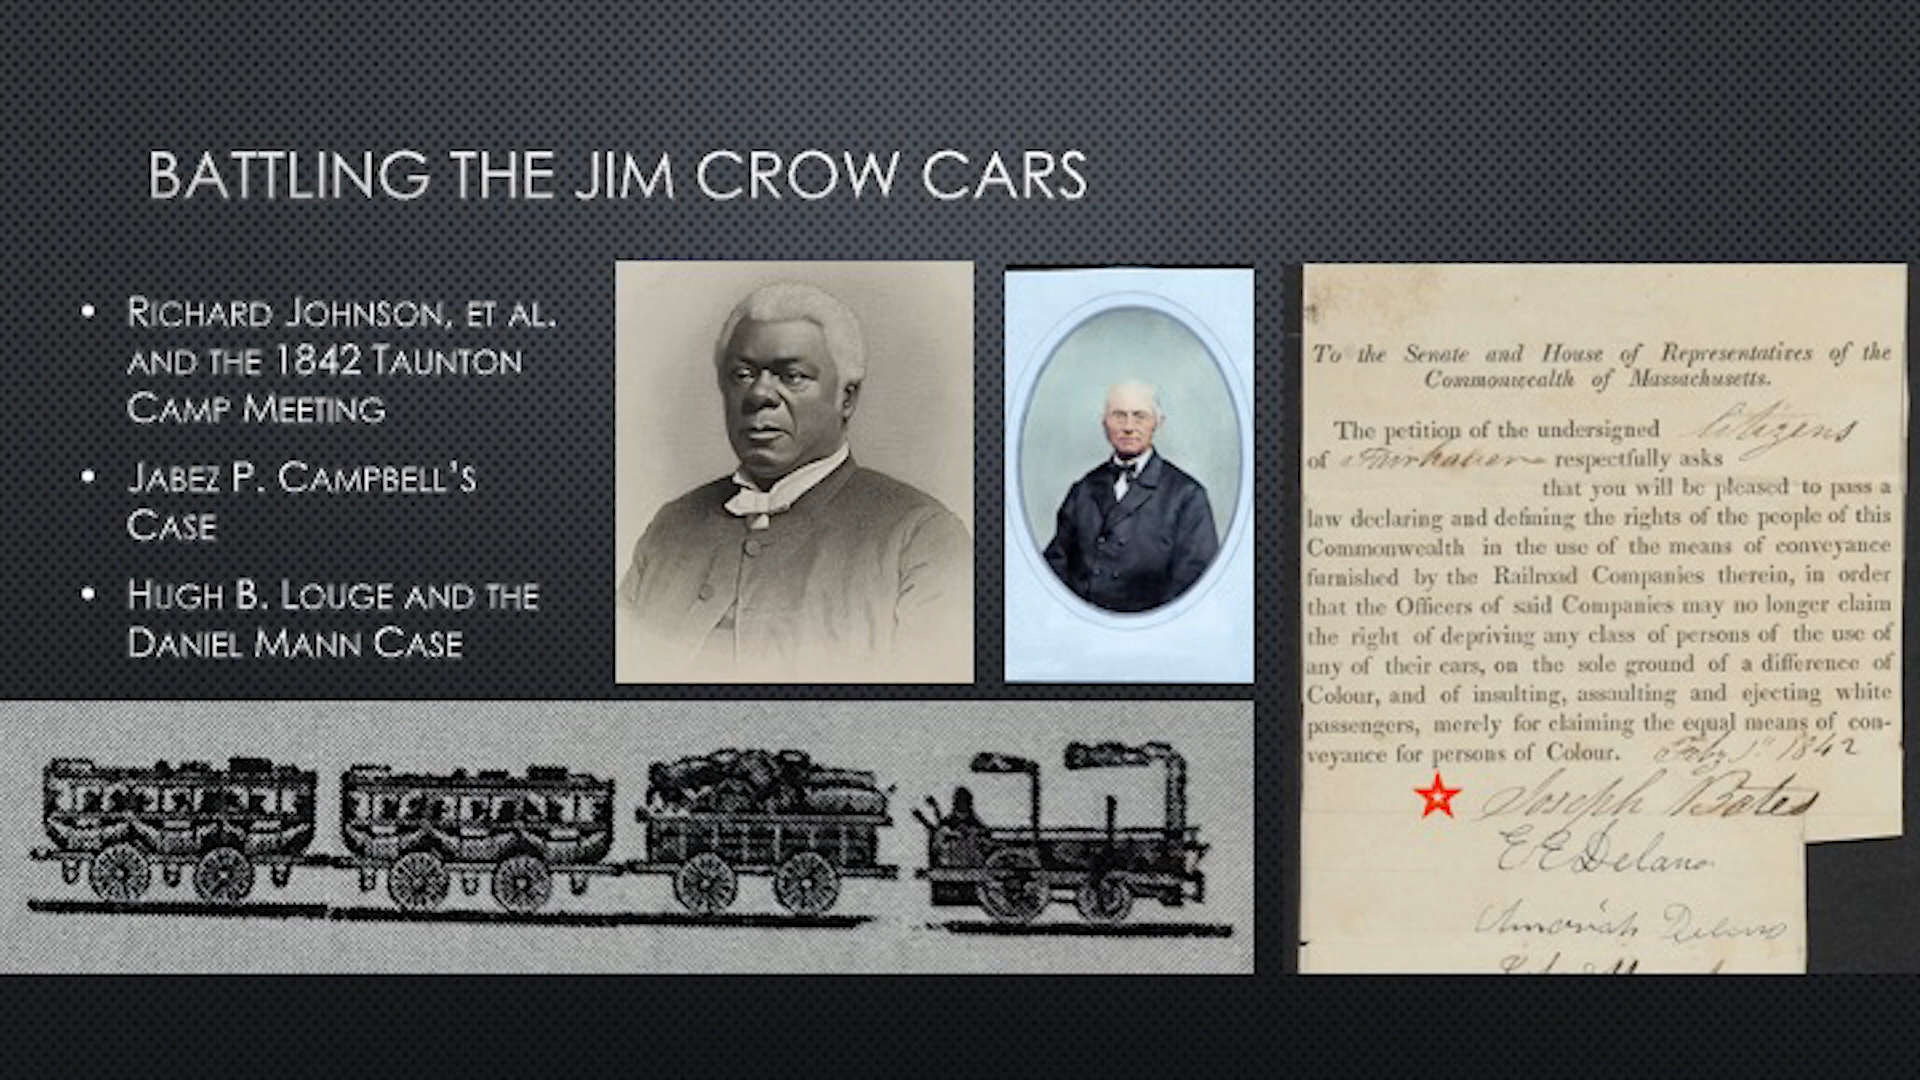 BATTLING THE JIM CROW CARS
• RICHARD JOHNSON, ET AL.
AND THE 1842 TAUNTON
CAMP MEETING
• JABEZ P. CAMPBELL'S
CASE
• HUGH B. LOUGE AND THE
DANIEL MANN CASE
To the Senate and House of Representatives of the
Commonwealth of Massachusetts.
The petition of the undersigned Citizens
of Fairhaven respectfully asks
that you will be pleased to pass a
law declaring and defining the rights of the people of this
Commonwealth in the use of the means of conveyance
furnished by the Railroad Companies therein, in order
that the Officers of said Companies may no longer claim
the right of depriving any class of persons of the use of
any of their cars, on the sole ground of a difference of
Colour, and of insulting, assaulting and ejecting white
passengers, merely for claiming the equal means of con-
veyance for persons of Colour. Feby 1st 1842
Joseph Bates
E E Delano
Delano